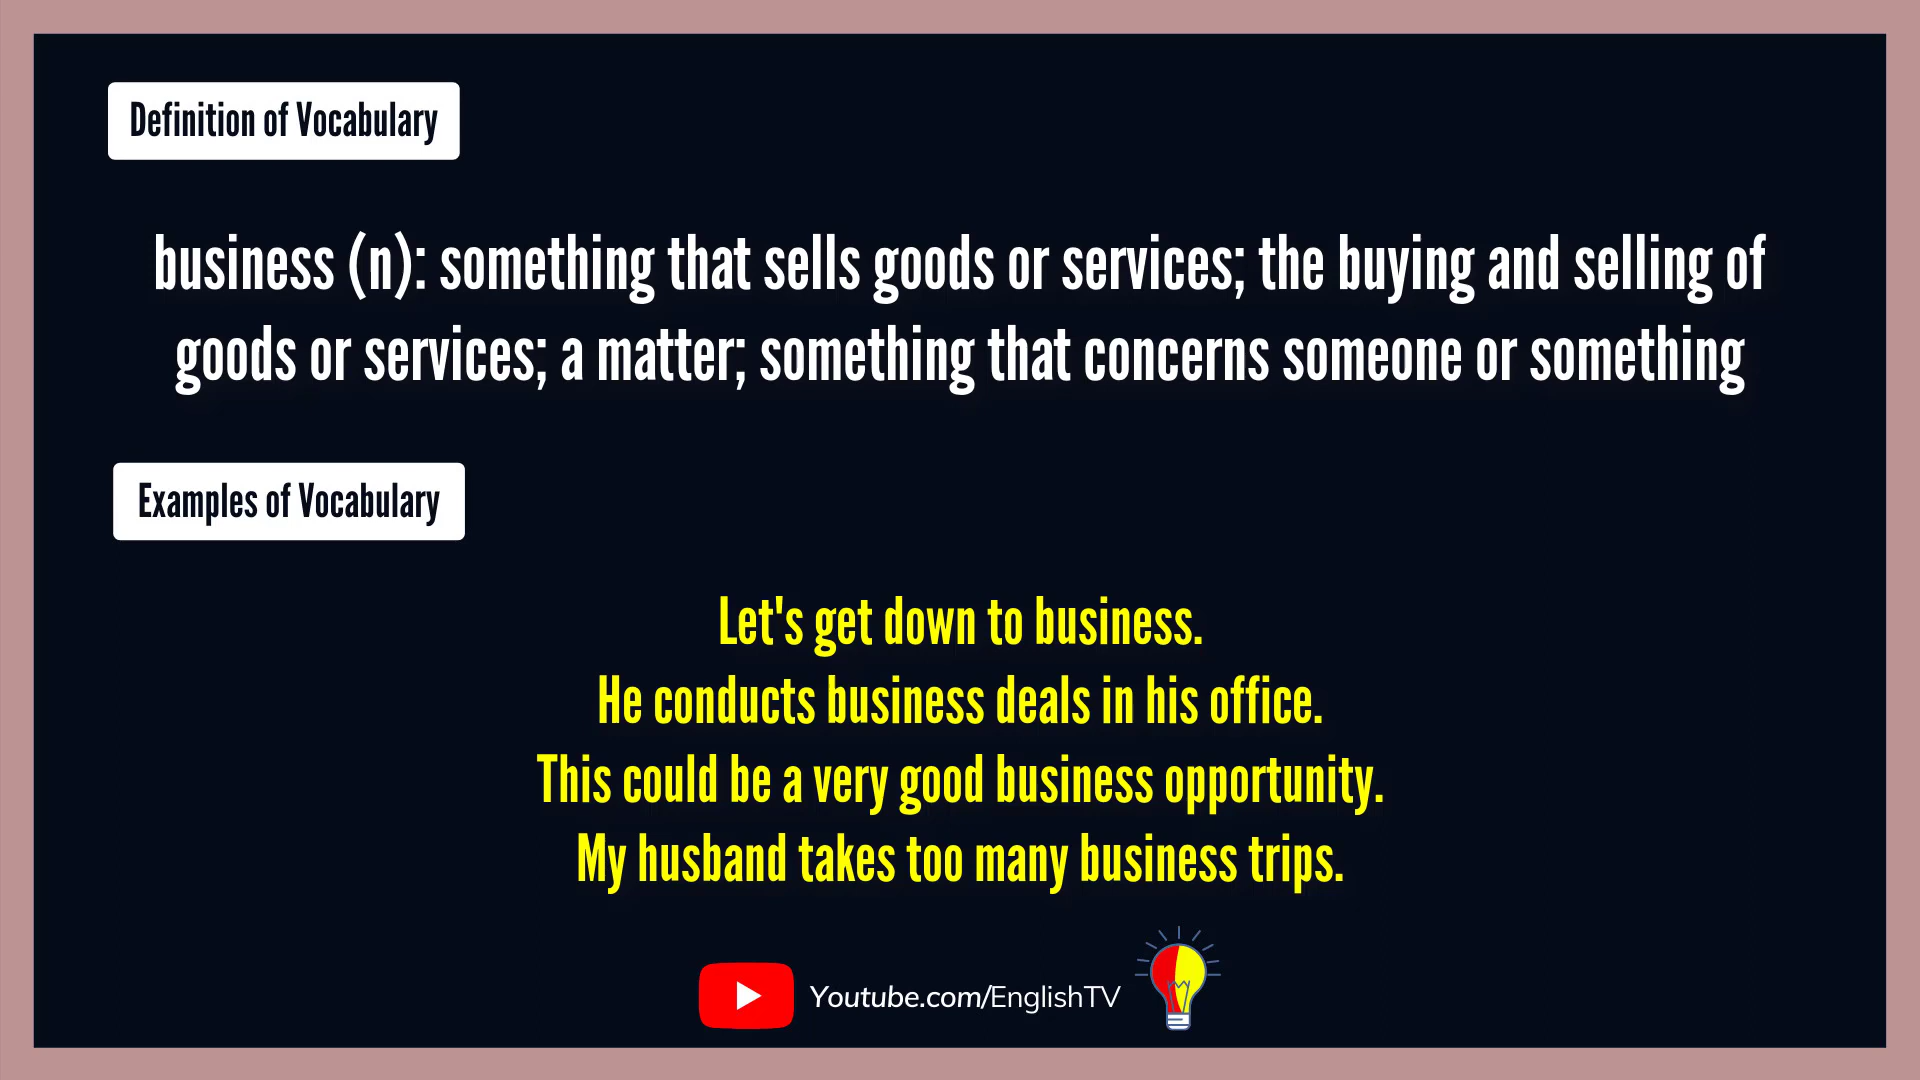 Definition of Vocabulary
business (n): something that sells goods or services; the buying and selling of
goods or services; a matter; something that concerns someone or something
Examples of Vocabulary
Let's get down to business.
He conducts business deals in his office.
This could be a very good business opportunity.
My husband takes too many business trips.
Youtube.com/EnglishTV